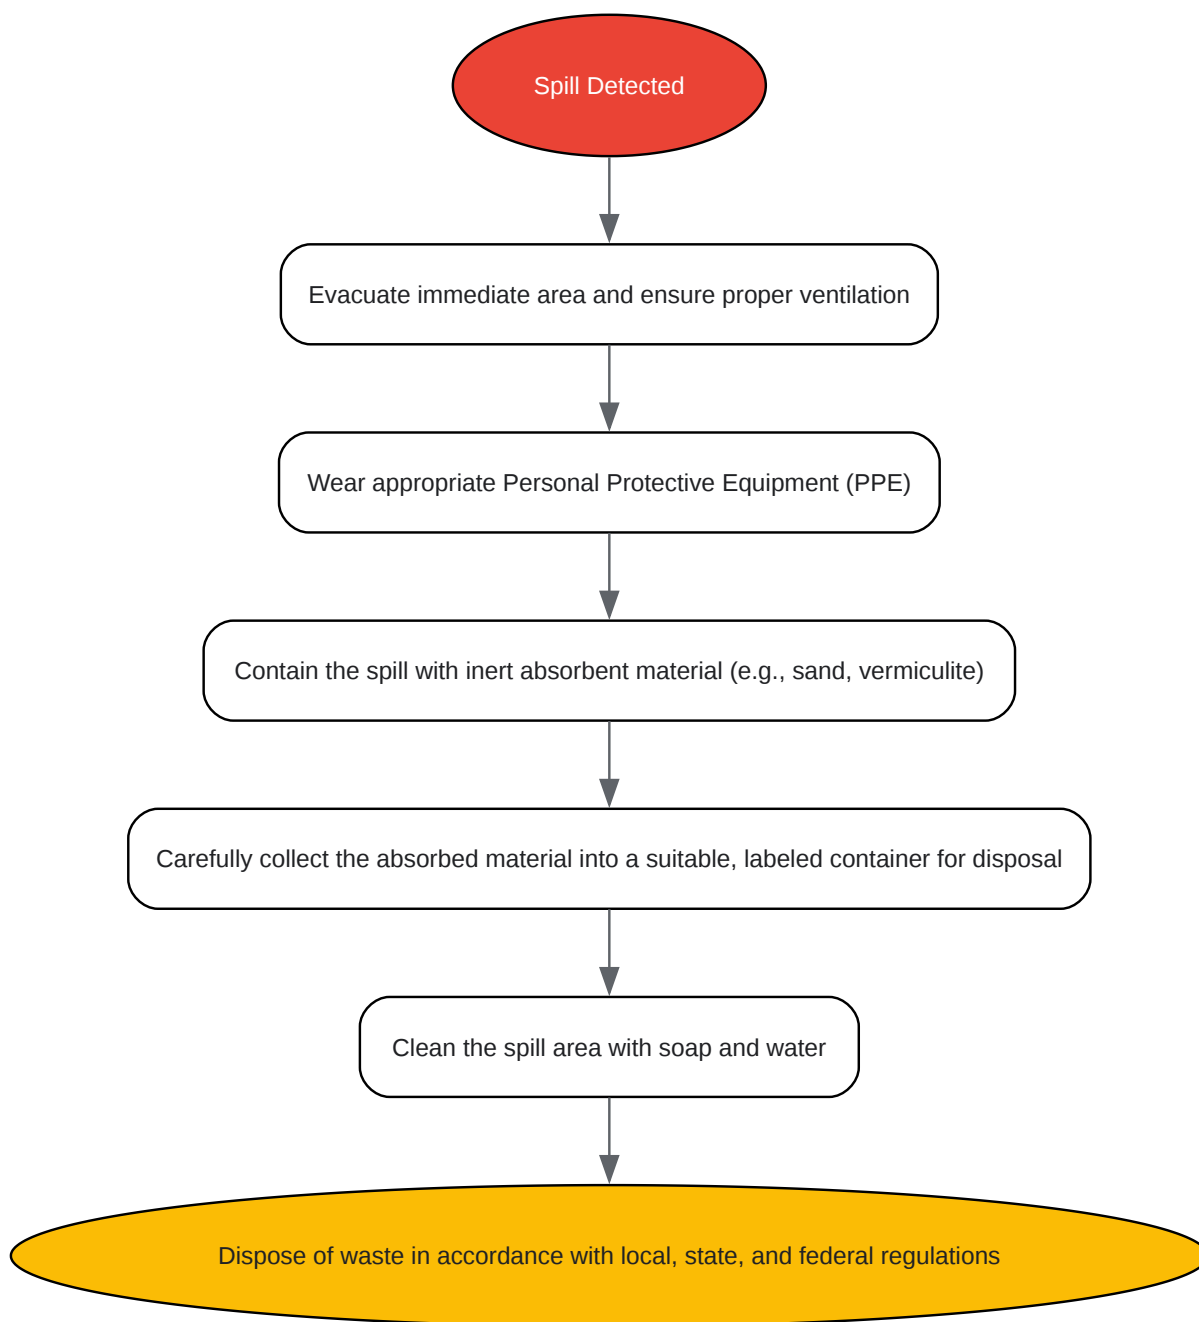 Spill Detected
Evacuate immediate area and ensure proper ventilation
Wear appropriate Personal Protective Equipment (PPE)
Contain the spill with inert absorbent material (e.g., sand, vermiculite)
Carefully collect the absorbed material into a suitable, labeled container for disposal
Clean the spill area with soap and water
Dispose of waste in accordance with local, state, and federal regulations